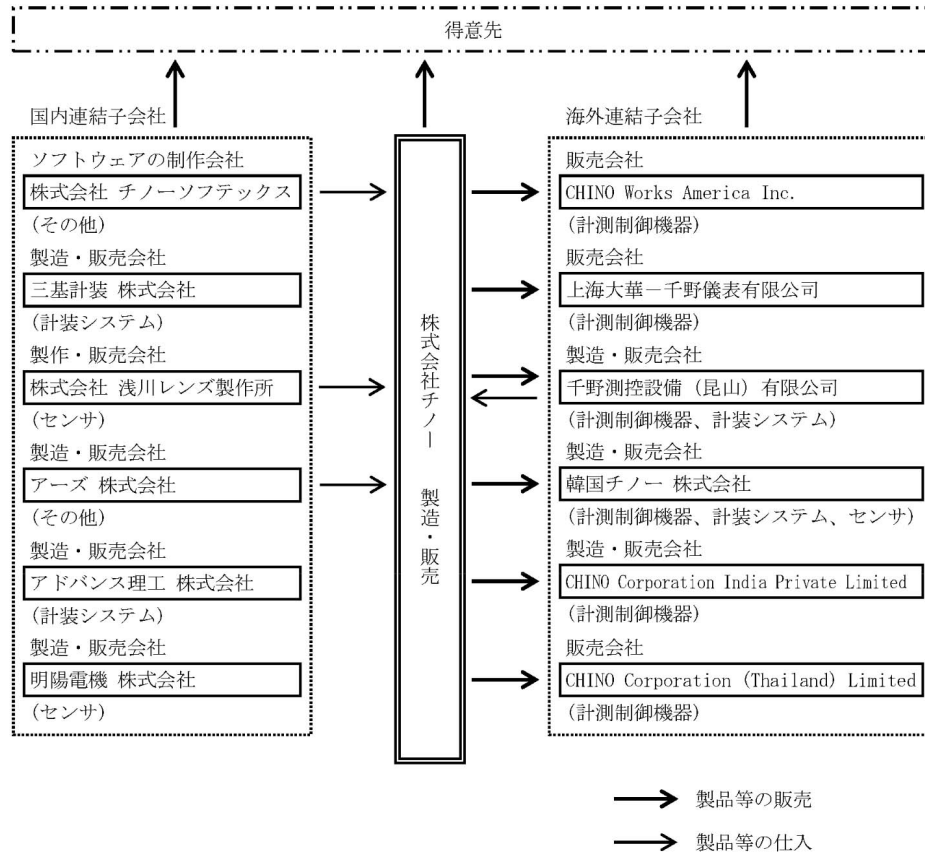 得意先
国内連結子会社
ソフトウェアの制作会社
株式会社 チノーソフテックス
(その他)
製造・販売会社
三基計装 株式会社
(計装システム)
製作・販売会社
株式会社 浅川レンズ製作所
(センサ)
製造・販売会社
アーズ 株式会社
(その他)
製造・販売会社
アドバンス理工 株式会社
(計装システム)
製造・販売会社
明陽電機 株式会社
(センサ)
株式会社チノー 製造・販売
海外連結子会社
販売会社
CHINO Works America Inc.
(計測制御機器)
販売会社
上海大華－千野儀表有限公司
(計測制御機器)
製造・販売会社
千野測控設備（昆山）有限公司
(計測制御機器、計装システム)
製造・販売会社
韓国チノー 株式会社
(計測制御機器、計装システム、センサ)
製造・販売会社
CHINO Corporation India Private Limited
(計測制御機器)
販売会社
CHINO Corporation (Thailand) Limited
(計測制御機器)
製品等の販売
製品等の仕入